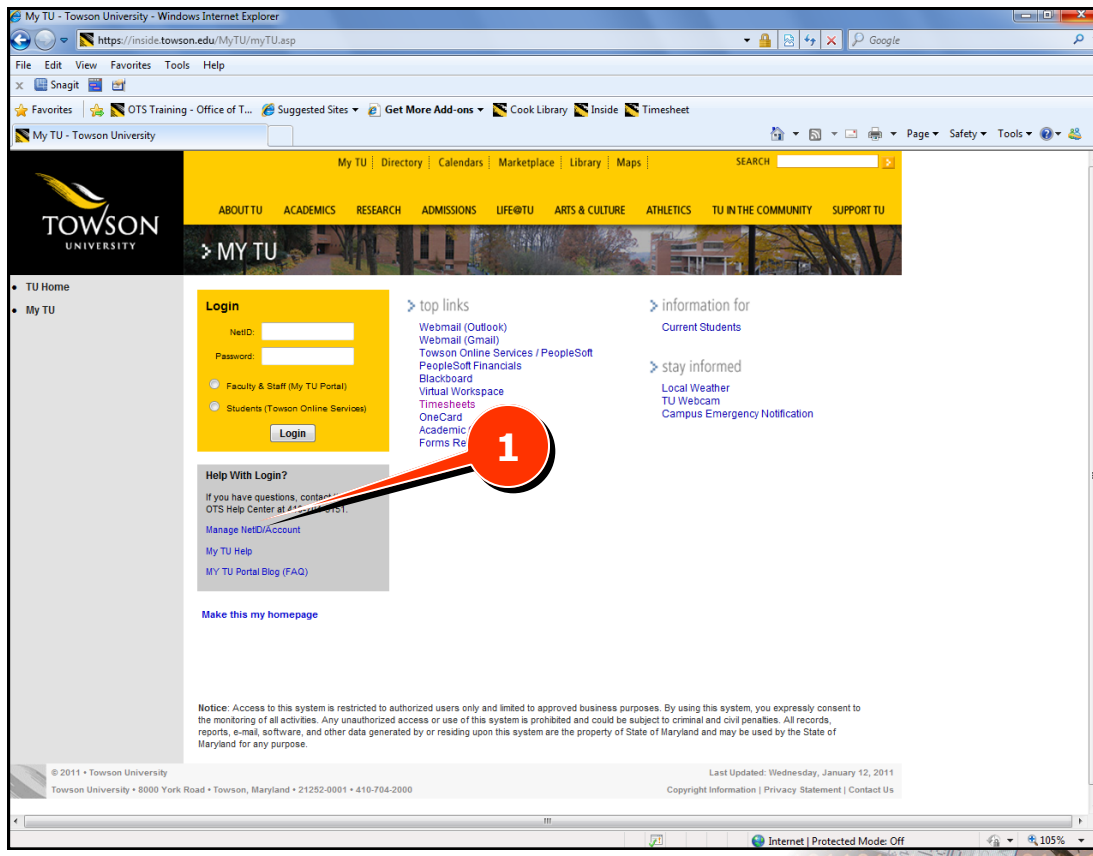 My TU - Towson University - Windows Internet Explorer
https://inside.towson.edu/MyTU/myTU.asp
Google
File Edit View Favorites Tools Help
x Snagit
Favorites OTS Training - Office of T... Suggested Sites Get More Add-ons Cook Library Inside Timesheet
My TU - Towson University
Page Safety Tools
My TU Directory Calendars Marketplace Library Maps SEARCH
ABOUT TU ACADEMICS RESEARCH ADMISSIONS LIFE@TU ARTS & CULTURE ATHLETICS TU IN THE COMMUNITY SUPPORT TU
TOWSON
UNIVERSITY
> MY TU
• TU Home
• My TU
Login
NetID:
Password:
Faculty & Staff (My TU Portal)
Students (Towson Online Services)
Login
Help With Login?
If you have questions, contact
OTS Help Center at
Manage NetID/Account
My TU Help
MY TU Portal Blog (FAQ)
Make this my homepage
top links
Webmail (Outlook)
Webmail (Gmail)
Towson Online Services / PeopleSoft
PeopleSoft Financials
Blackboard
Virtual Workspace
Timesheets
OneCard
Academic
Forms
1
information for
Current Students
stay informed
Local Weather
TU Webcam
Campus Emergency Notification
Notice: Access to this system is restricted to authorized users only and limited to approved business purposes. By using this system, you expressly consent to
the monitoring of all activities. Any unauthorized access or use of this system is prohibited and could be subject to criminal and civil penalties. All records,
reports, e-mail, software, and other data generated by or residing upon this system are the property of State of Maryland and may be used by the State of
Maryland for any purpose.
© 2011 • Towson University
Last Updated: Wednesday, January 12, 2011
Towson University • 8000 York Road • Towson, Maryland • 21252-0001 • 410-704-2000
Copyright Information | Privacy Statement | Contact Us
Internet | Protected Mode: Off
105%